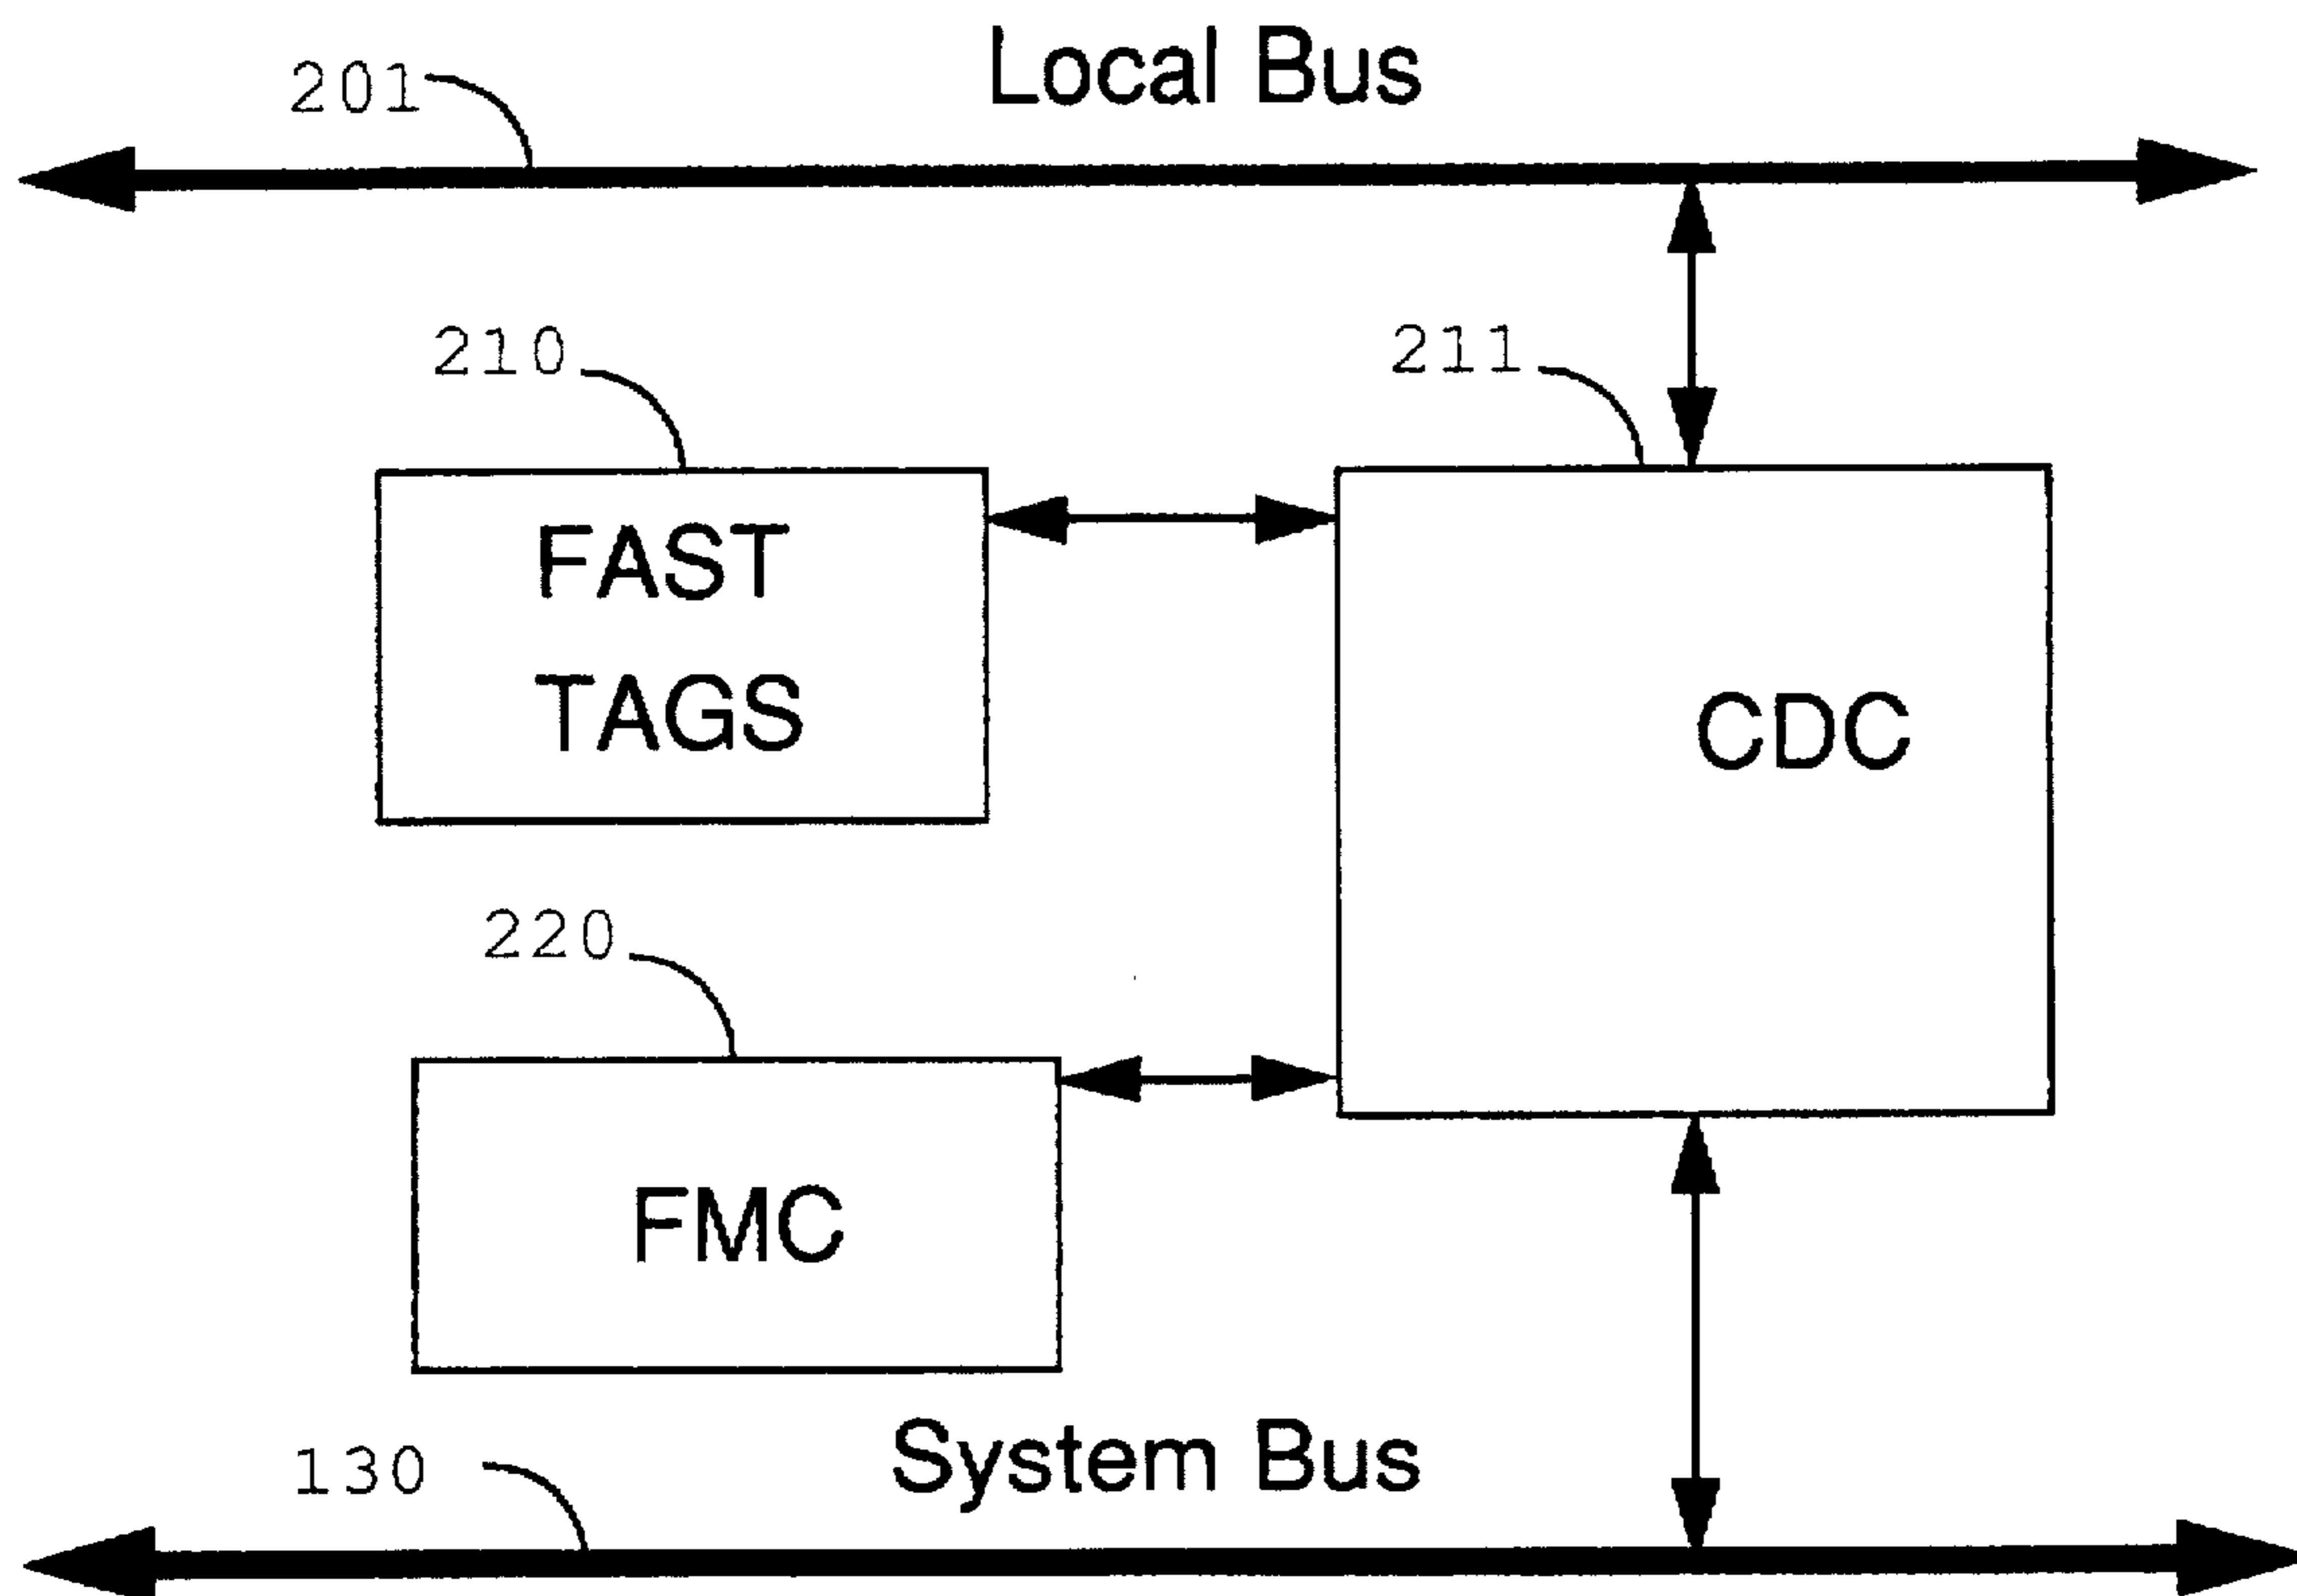 Local Bus
201
210
211
FAST
TAGS
CDC
220
FMC
System Bus
130